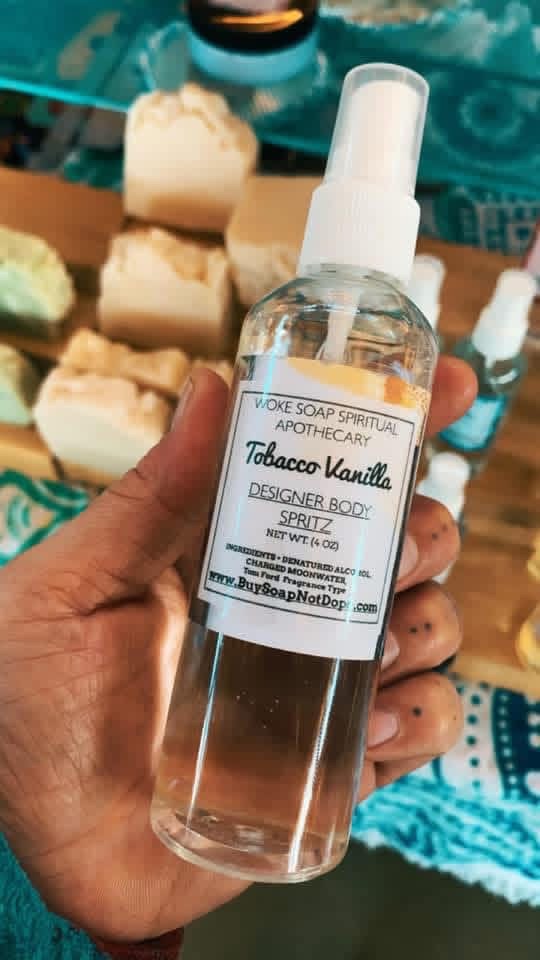 WOKE SOAP SPIRITUAL
APOTHECARY
Tobacco Vanilla
DESIGNER BODY
SPRITZ
NET WT. (4 OZ)
INGREDIENTS - DENATURED ALCOHOL,
CHARGED MOONWATER,
Tom Ford Fragrance Type
www.BuySoapNotDope.com